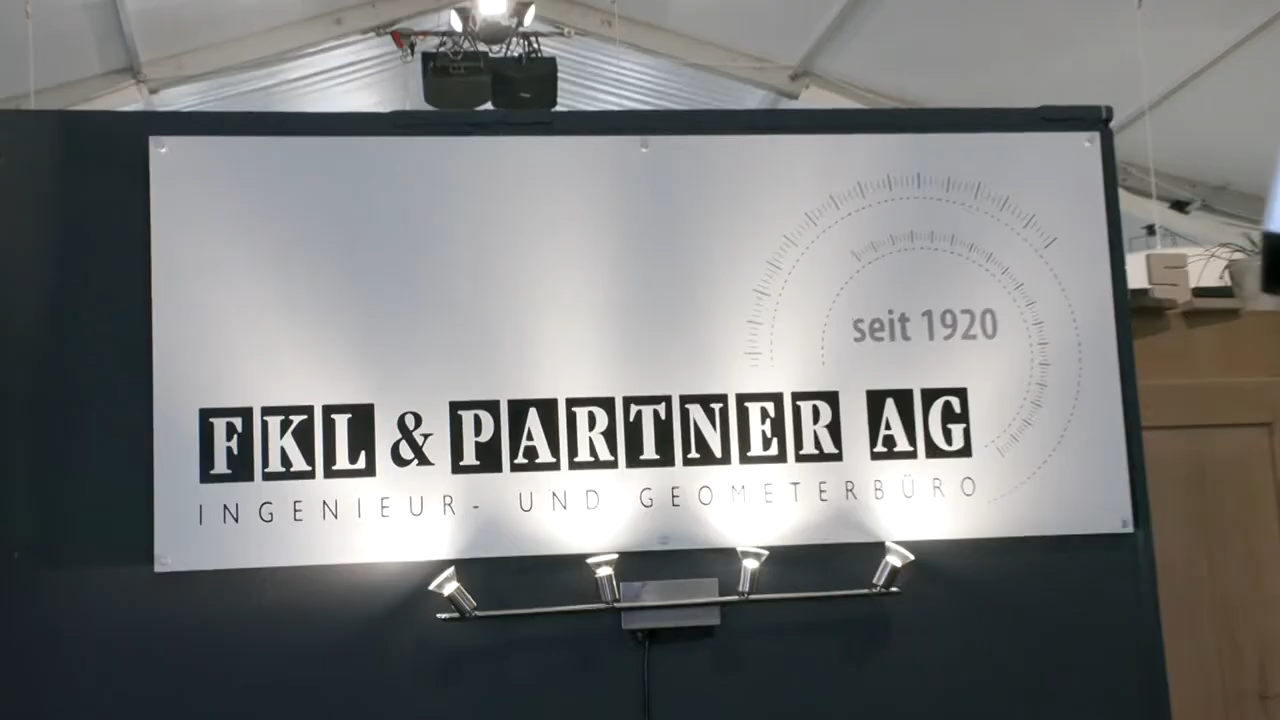 seit 1920
FKL & PARTNER AG
INGENIEUR- UND GEOMETERBÜRO